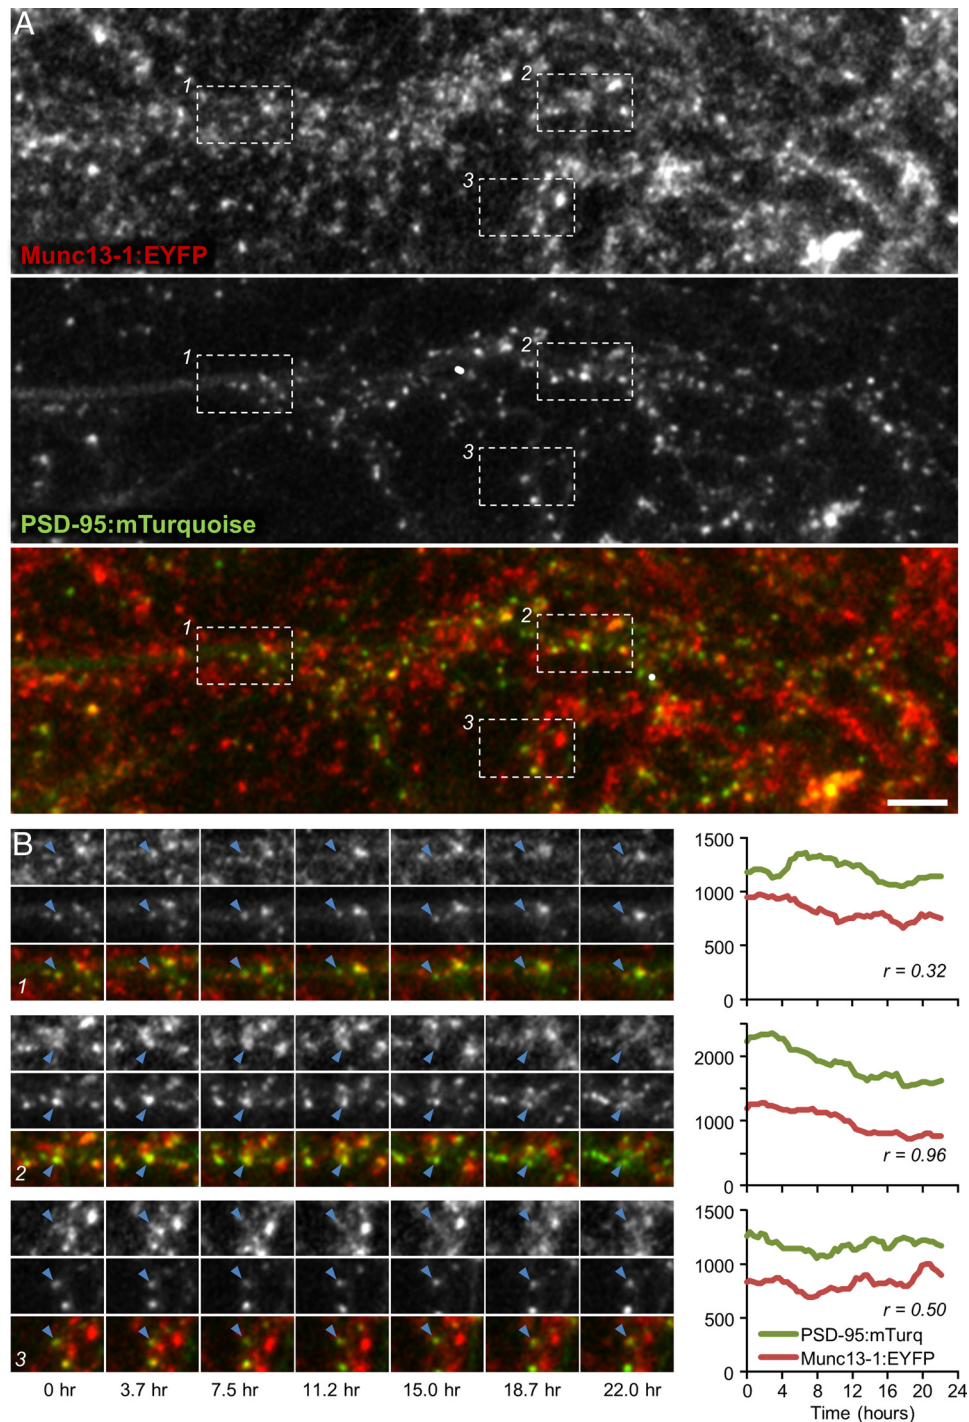 A
1
2
3
Munc13-1:EYFP
1
2
3
PSD-95:mTurquoise
1
2
3
B
1
2
3
0 hr 3.7 hr 7.5 hr 11.2 hr 15.0 hr 18.7 hr 22.0 hr
1500
1000
500
0
r = 0.32
2000
1000
0
r = 0.96
1500
1000
500
0
r = 0.50
PSD-95:mTurq
Munc13-1:EYFP
0 4 8 12 16 20 24
Time (hours)